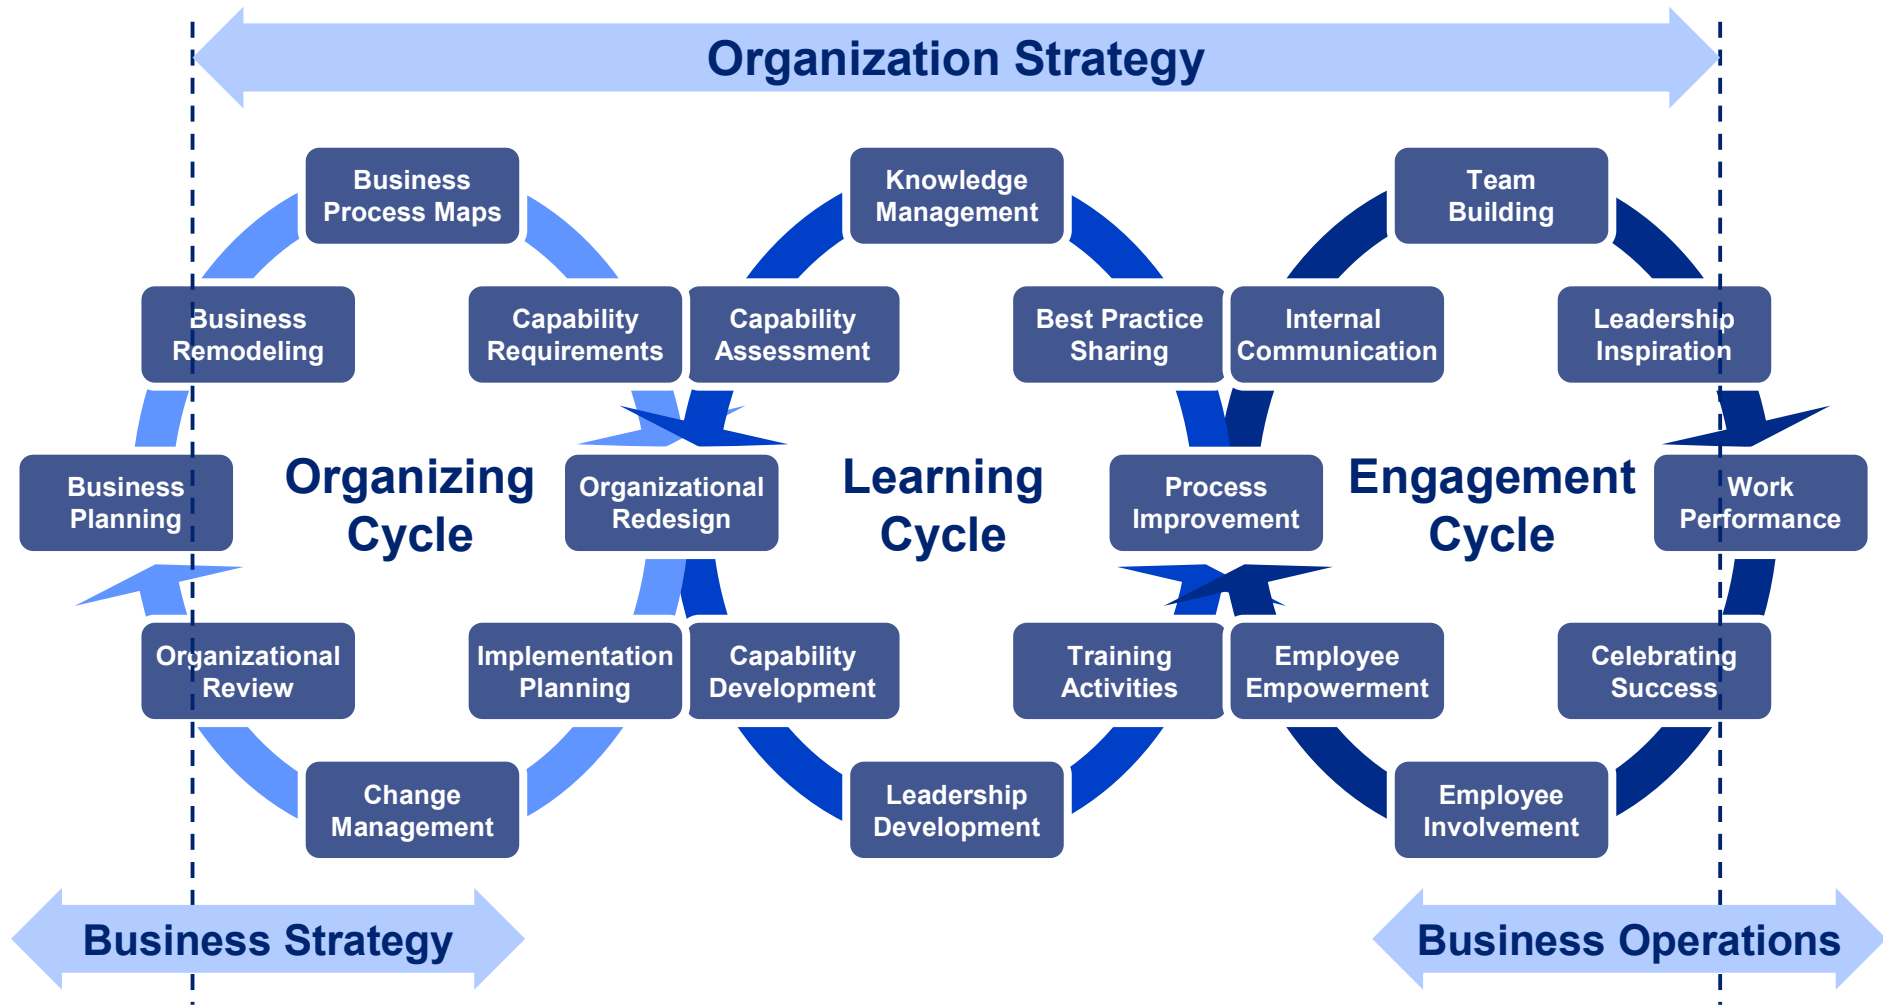 Organization Strategy
Business
Process Maps
Knowledge
Management
Team
Building
Business
Remodeling
Capability
Requirements
Capability
Assessment
Best Practice
Sharing
Internal
Communication
Leadership
Inspiration
Business
Planning
Organizing
Cycle
Organizational
Redesign
Learning
Cycle
Process
Improvement
Engagement
Cycle
Work
Performance
Organizational
Review
Implementation
Planning
Capability
Development
Training
Activities
Employee
Empowerment
Celebrating
Success
Change
Management
Leadership
Development
Employee
Involvement
Business Strategy
Business Operations